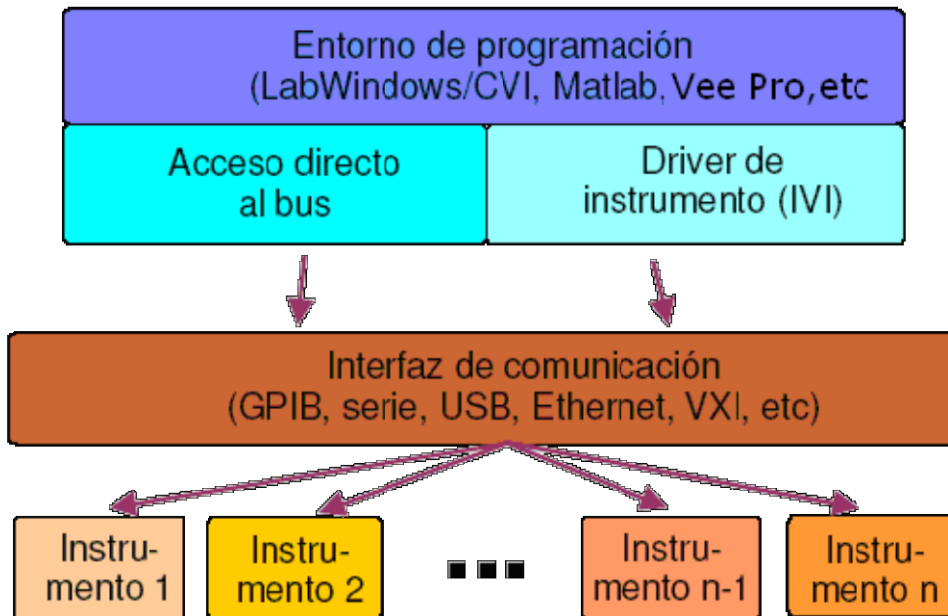 Entorno de programación
(LabWindows/CVI, Matlab, Vee Pro,etc
Acceso directo
al bus
Driver de
instrumento (IVI)
Interfaz de comunicación
(GPIB, serie, USB, Ethernet, VXI, etc)
Instru-
mento 1
Instru-
mento 2
Instru-
mento n-1
Instru-
mento n